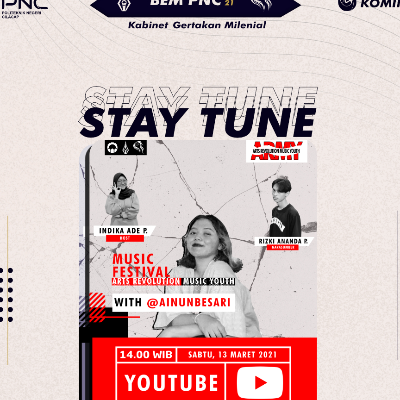 PNC
POLITEKNIK NEGERI
CILACAP
BEM PNC 21
Kabinet Gertakan Milenial
STAY TUNE
STAY TUNE
ARMY
ARTS REVOLUTION MUSIC YOUTH
INDIKA ADE P.
HOST
RIZKI ANANDA P.
MUSIC
FESTIVAL
ARTS REVOLUTION MUSIC YOUTH
WITH @AINUNBESARI
14.00 WIB
SABTU, 13 MARET 2021
YOUTUBE